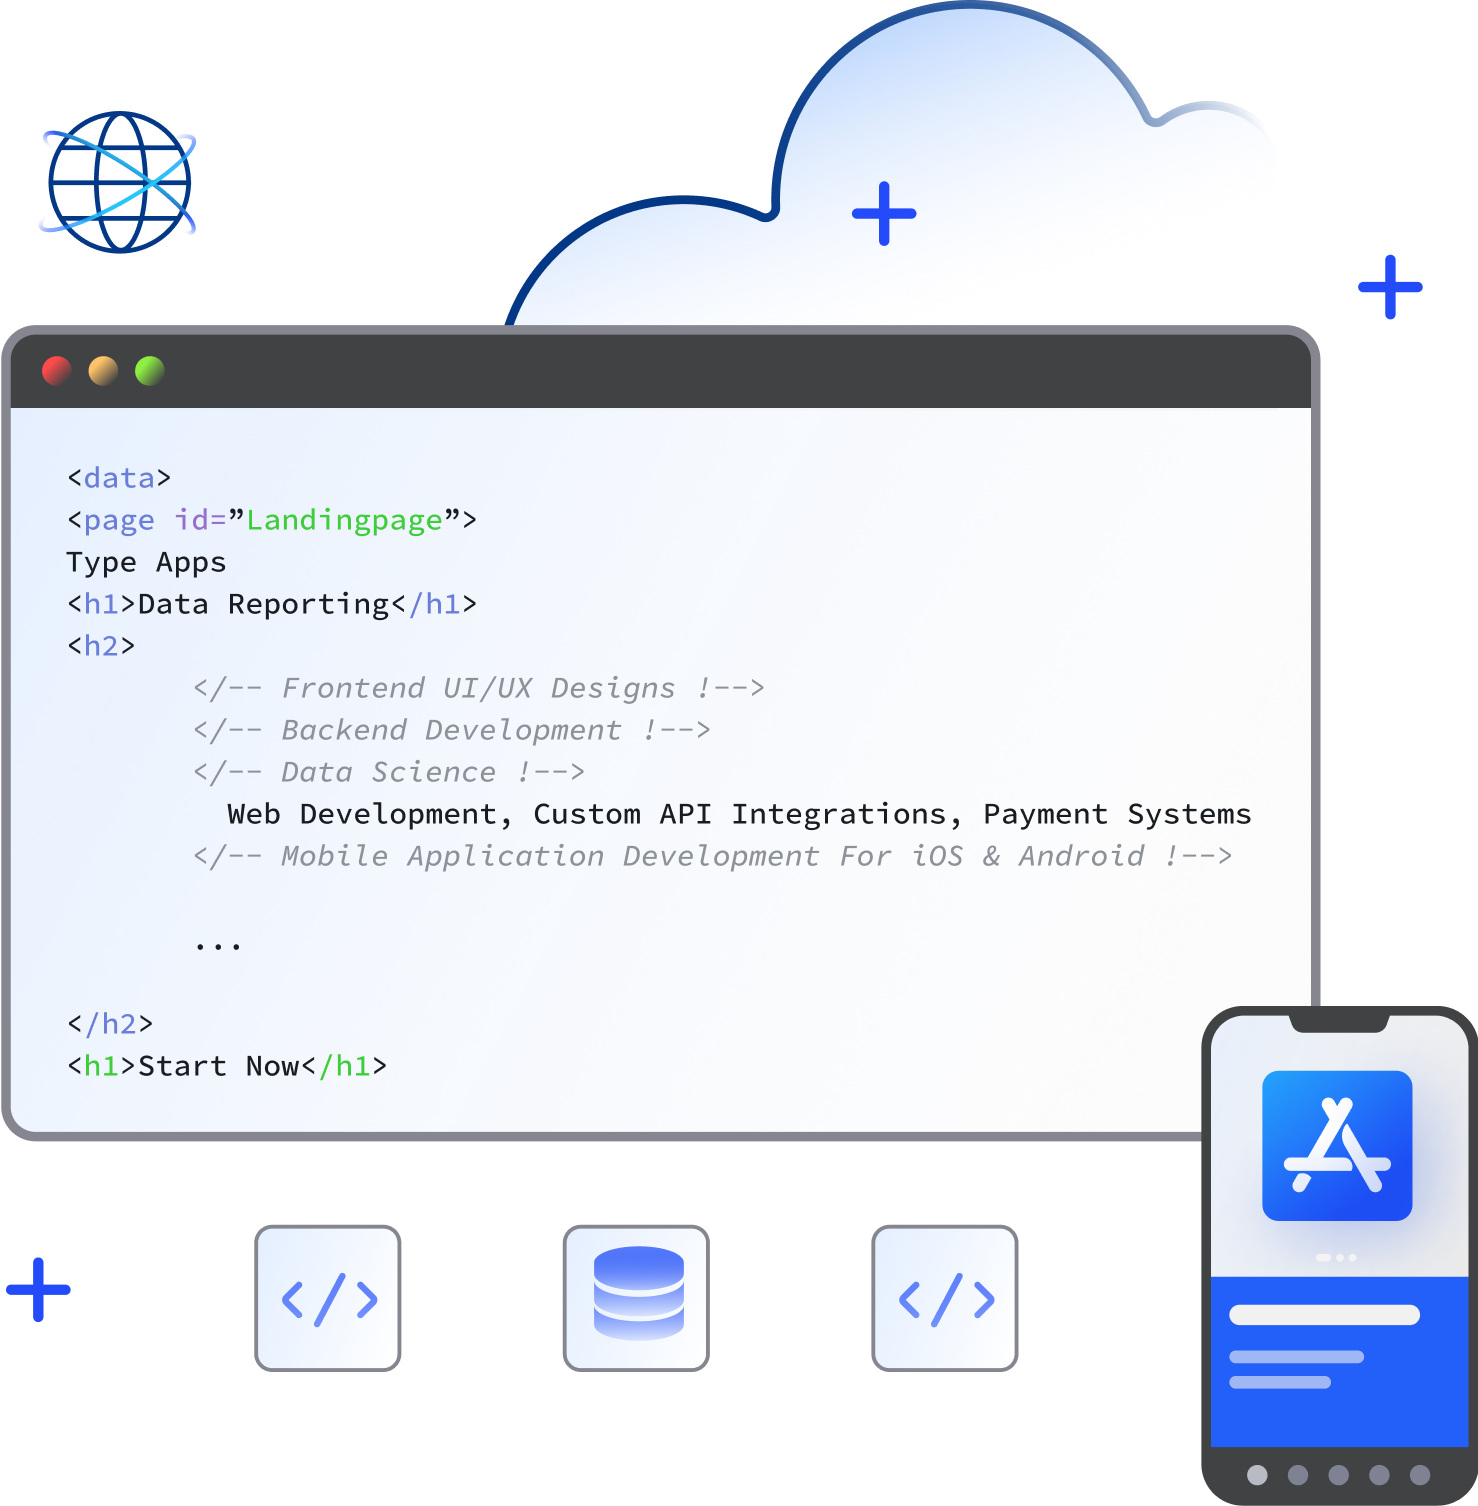 <data>
<page id=”Landingpage”>
Type Apps
<h1>Data Reporting</h1>
<h2>
</-- Frontend UI/UX Designs !-->
</-- Backend Development !-->
</-- Data Science !-->
Web Development, Custom API Integrations, Payment Systems
</-- Mobile Application Development For iOS & Android !-->
...
</h2>
<h1>Start Now</h1>
</>
</>